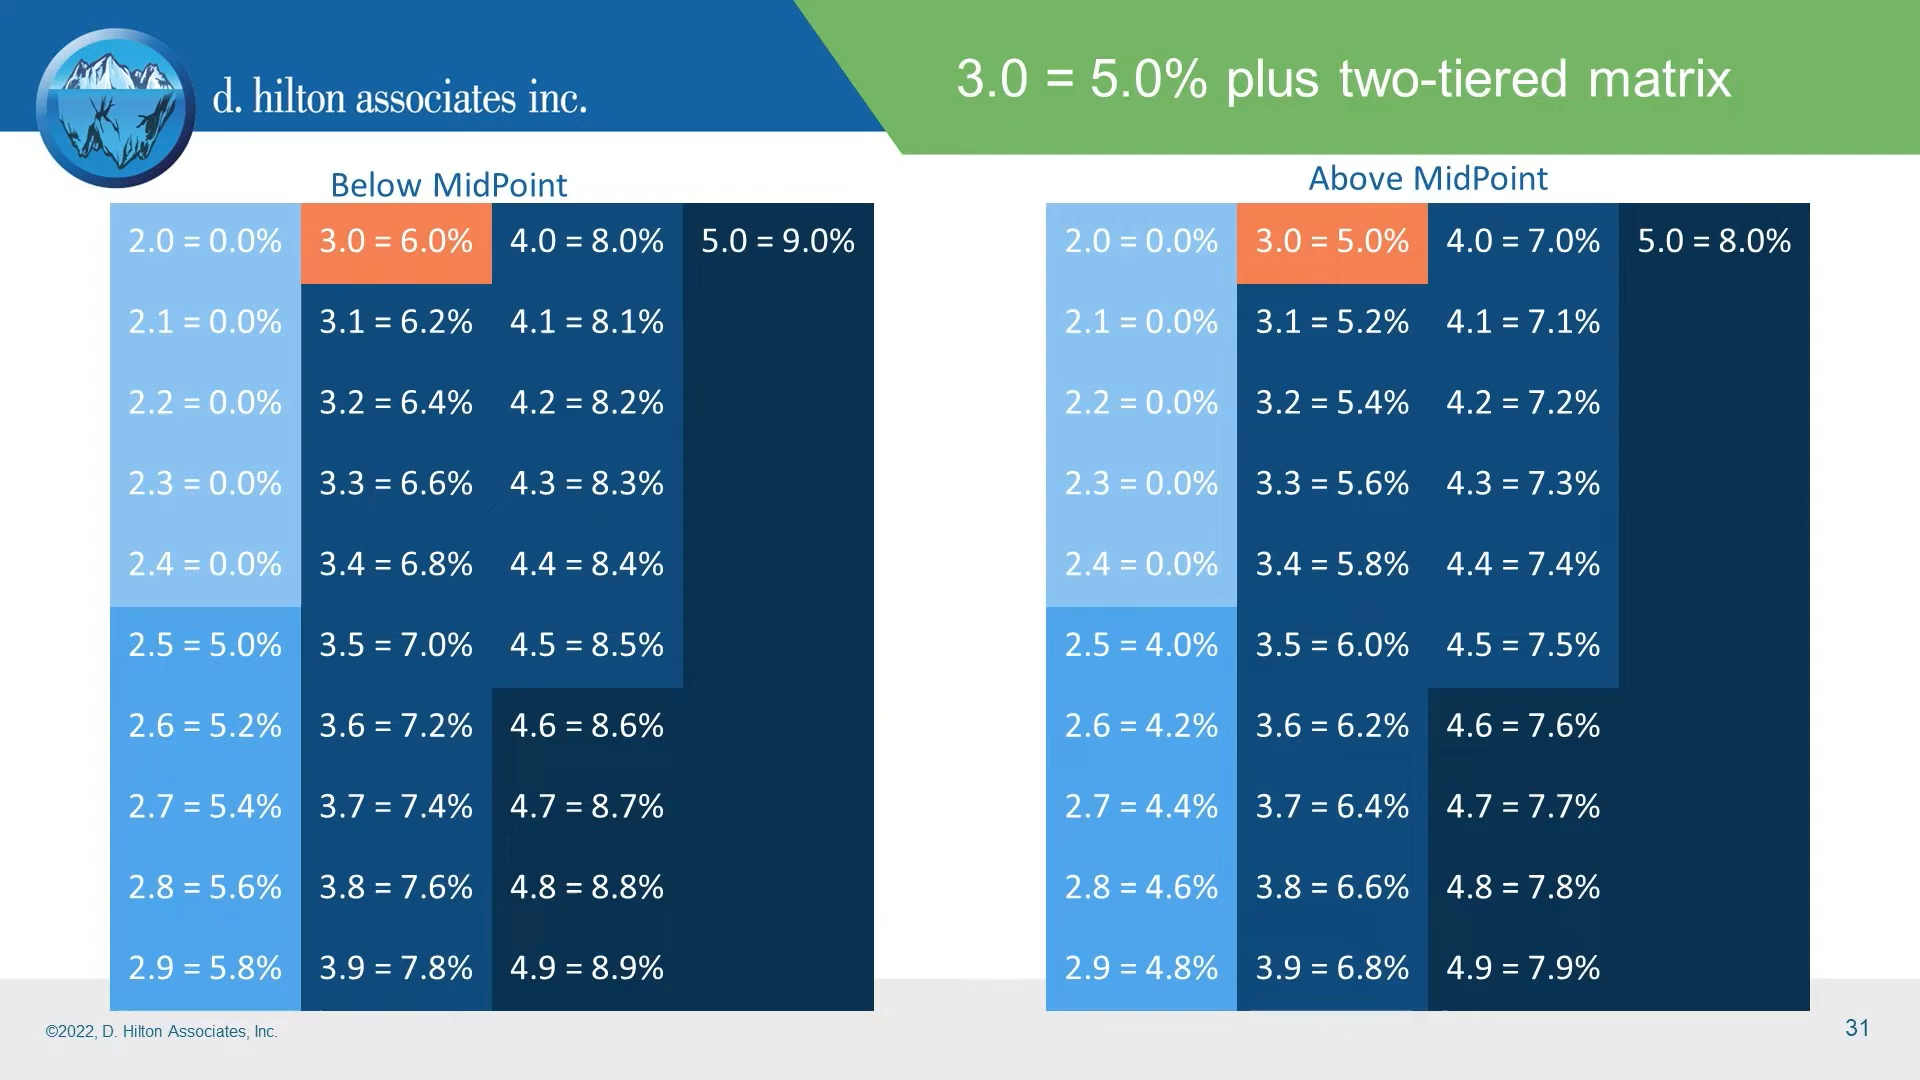 d. hilton associates inc.
3.0 = 5.0% plus two-tiered matrix
Below MidPoint
2.0 = 0.0% 3.0 = 6.0% 4.0 = 8.0% 5.0 = 9.0%
2.1 = 0.0% 3.1 = 6.2% 4.1 = 8.1%
2.2 = 0.0% 3.2 = 6.4% 4.2 = 8.2%
2.3 = 0.0% 3.3 = 6.6% 4.3 = 8.3%
2.4 = 0.0% 3.4 = 6.8% 4.4 = 8.4%
2.5 = 5.0% 3.5 = 7.0% 4.5 = 8.5%
2.6 = 5.2% 3.6 = 7.2% 4.6 = 8.6%
2.7 = 5.4% 3.7 = 7.4% 4.7 = 8.7%
2.8 = 5.6% 3.8 = 7.6% 4.8 = 8.8%
2.9 = 5.8% 3.9 = 7.8% 4.9 = 8.9%
Above MidPoint
2.0 = 0.0% 3.0 = 5.0% 4.0 = 7.0% 5.0 = 8.0%
2.1 = 0.0% 3.1 = 5.2% 4.1 = 7.1%
2.2 = 0.0% 3.2 = 5.4% 4.2 = 7.2%
2.3 = 0.0% 3.3 = 5.6% 4.3 = 7.3%
2.4 = 0.0% 3.4 = 5.8% 4.4 = 7.4%
2.5 = 4.0% 3.5 = 6.0% 4.5 = 7.5%
2.6 = 4.2% 3.6 = 6.2% 4.6 = 7.6%
2.7 = 4.4% 3.7 = 6.4% 4.7 = 7.7%
2.8 = 4.6% 3.8 = 6.6% 4.8 = 7.8%
2.9 = 4.8% 3.9 = 6.8% 4.9 = 7.9%
©2022, D. Hilton Associates, Inc.
31